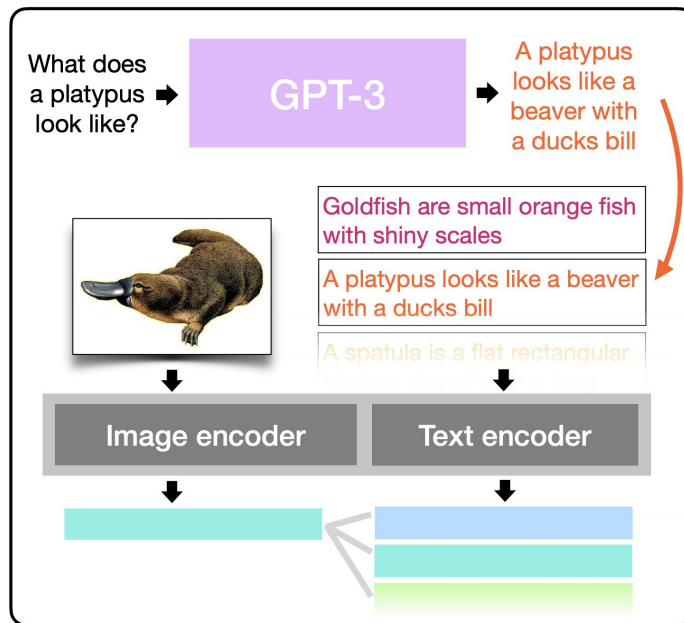 What does
a platypus
look like?
GPT-3
A platypus
looks like a
beaver with
a ducks bill
Goldfish are small orange fish
with shiny scales
A platypus looks like a beaver
with a ducks bill
A spatula is a flat rectangular
Image encoder
Text encoder